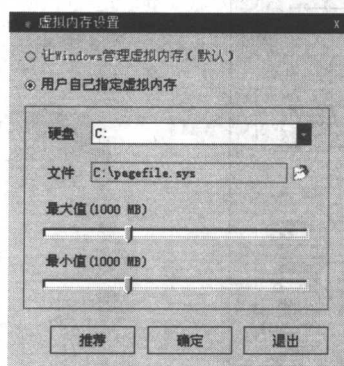 虚拟内存设置 x
让Windows管理虚拟内存(默认)
用户自己指定虚拟内存
硬盘 C:
文件 C:\pagefile.sys
最大值(1000 MB)
最小值(1000 MB)
推荐 确定 退出